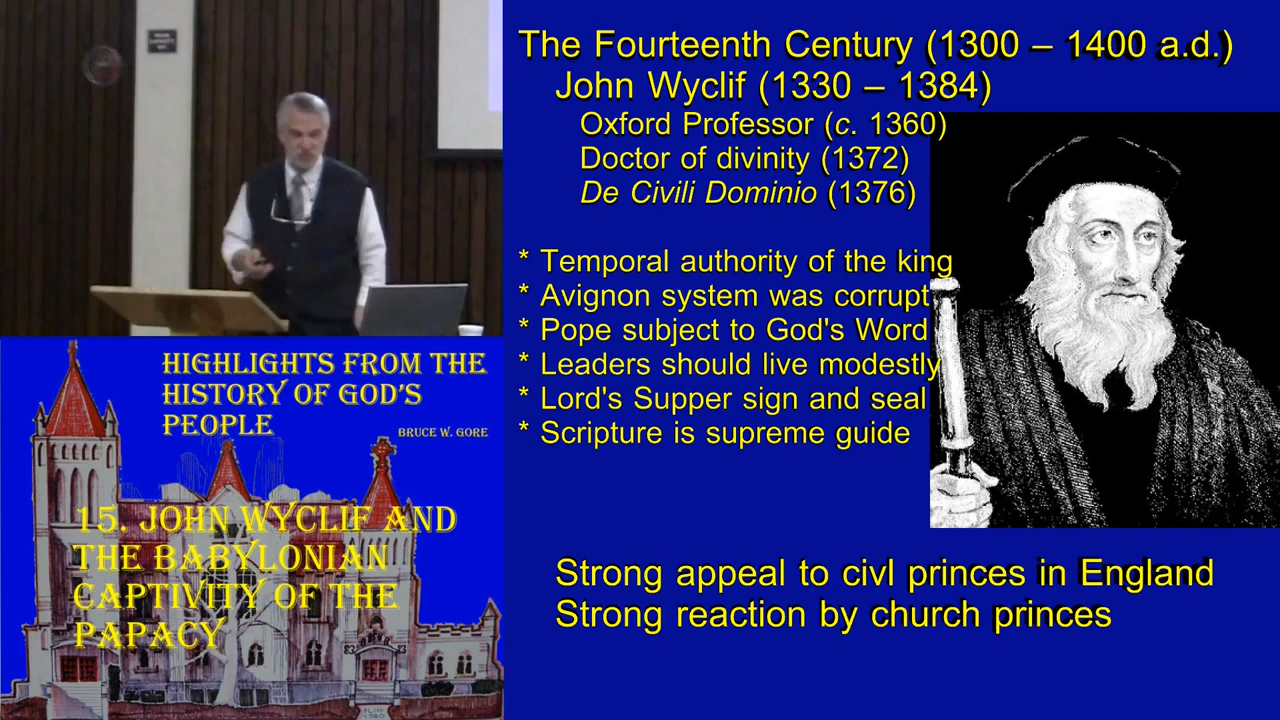 The Fourteenth Century (1300 – 1400 a.d.)
John Wyclif (1330 – 1384)
Oxford Professor (c. 1360)
Doctor of divinity (1372)
De Civili Dominio (1376)
* Temporal authority of the king
* Avignon system was corrupt
* Pope subject to God's Word
* Leaders should live modestly
* Lord's Supper sign and seal
* Scripture is supreme guide
Strong appeal to civl princes in England
Strong reaction by church princes
HIGHLIGHTS FROM THE
HISTORY OF GOD'S
PEOPLE
BRUCE W. GORE
15. JOHN WYCLIF AND
THE BABYLONIAN
CAPTIVITY OF THE
PAPACY